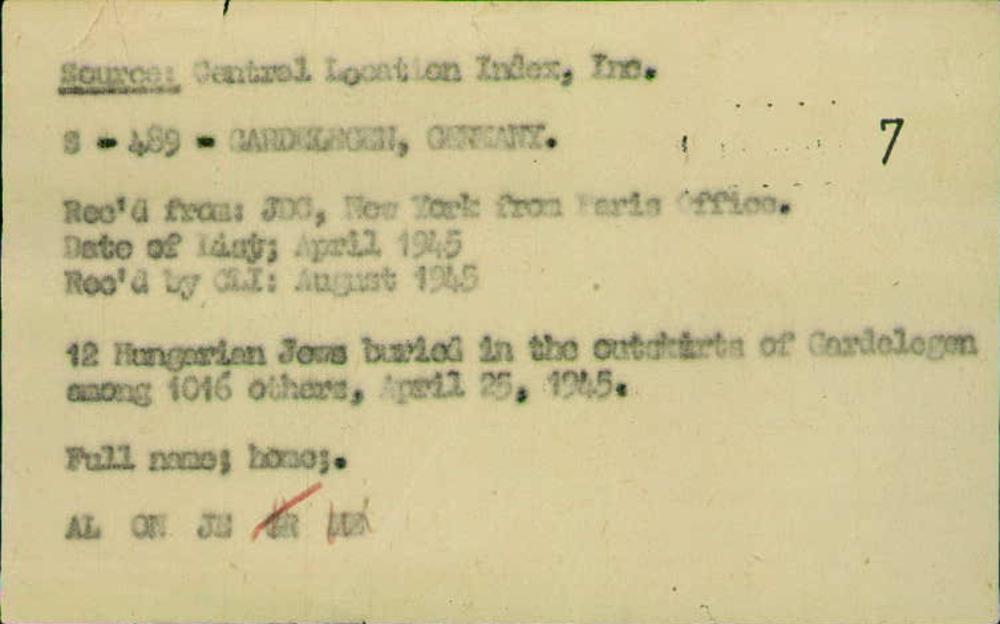 Source: Central Location Index, Inc.
S - 489 - GARDELEGEN, GERMANY.
7
Rec'd from: JDC, New York from Paris Office.
Date of List; April 1945
Rec'd by CLI: August 1945
12 Hungarian Jews buried in the outskirts of Gardelegen
among 1016 others, April 25, 1945.
Full name; home;.
AL ON JE